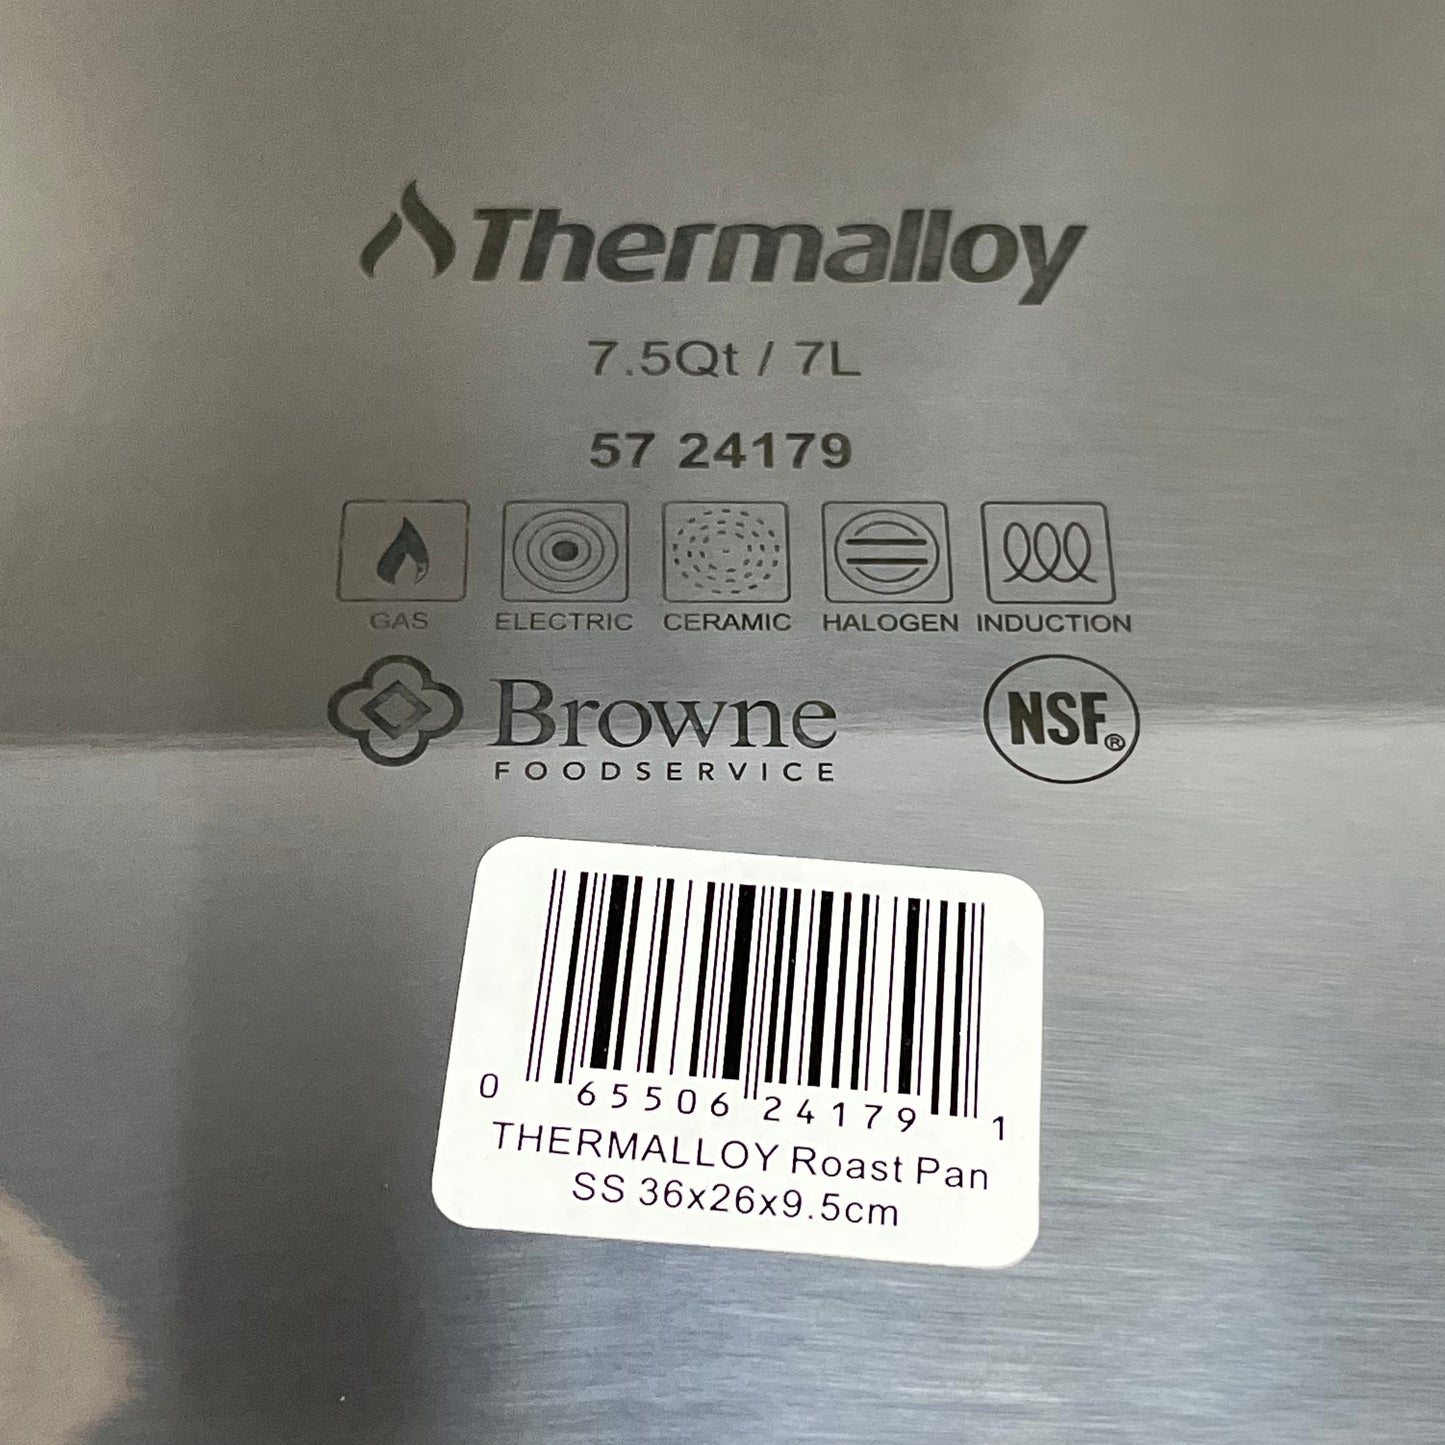 Thermalloy
7.5Qt / 7L
57 24179
GAS ELECTRIC CERAMIC HALOGEN INDUCTION
Browne NSF®
FOODSERVICE
0 65506 24179 1
THERMALLOY Roast Pan
SS 36x26x9.5cm